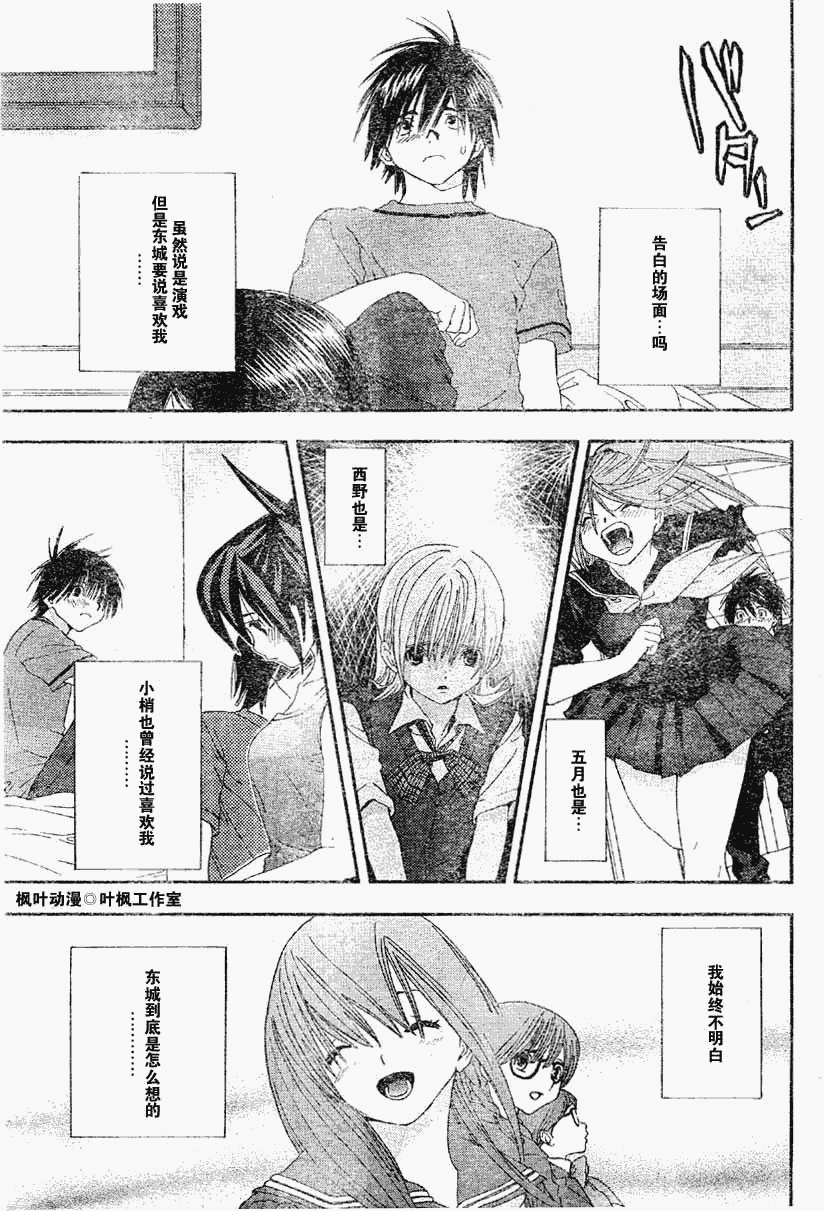 バタン
告白的场面…吗
虽然说是演戏
但是东城要说喜欢我
……
五月也是…
西野也是…
小梢也曾经说过喜欢我
………
枫叶动漫◎叶枫工作室
我始终不明白
东城到底是怎么想的
…………